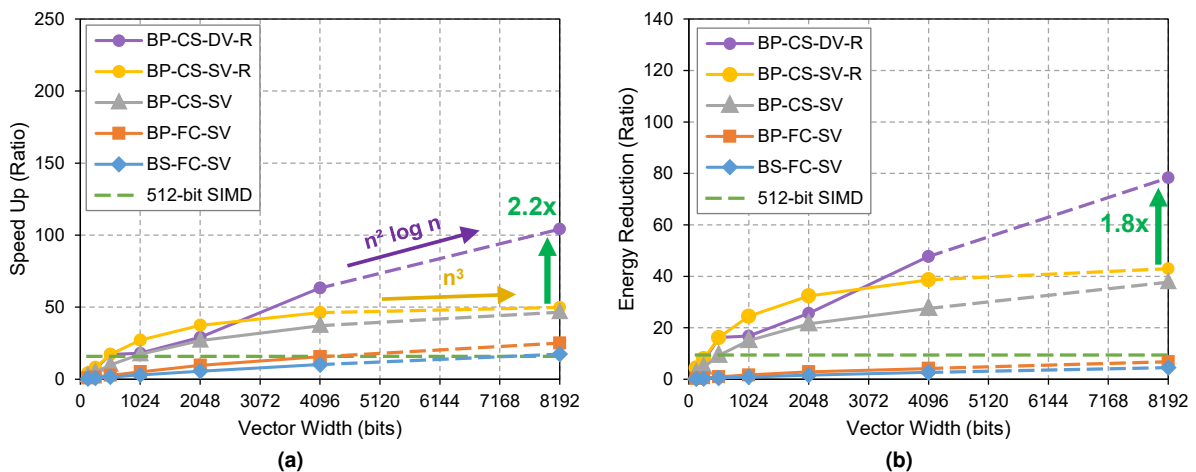 250
200
150
100
50
0
Speed Up (Ratio)
BP-CS-DV-R
BP-CS-SV-R
BP-CS-SV
BP-FC-SV
BS-FC-SV
512-bit SIMD
2.2x
n² log n
n³
0 1024 2048 3072 4096 5120 6144 7168 8192
Vector Width (bits)
(a)
140
120
100
80
60
40
20
0
Energy Reduction (Ratio)
BP-CS-DV-R
BP-CS-SV-R
BP-CS-SV
BP-FC-SV
BS-FC-SV
512-bit SIMD
1.8x
0 1024 2048 3072 4096 5120 6144 7168 8192
Vector Width (bits)
(b)